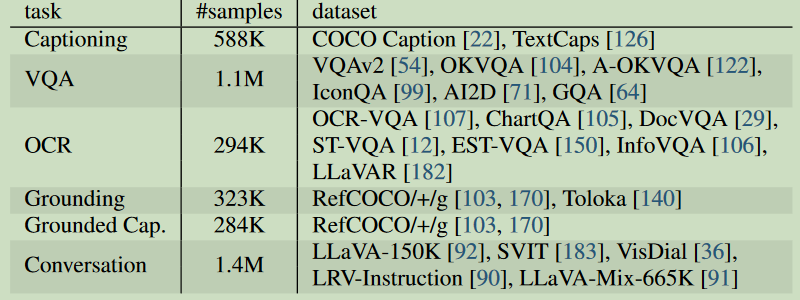 task #samples dataset
Captioning 588K COCO Caption [22], TextCaps [126]
VQAv2 [54], OKVQA [104], A-OKVQA [122],
VQA 1.1M
IconQA [99], AI2D [71], GQA [64]
OCR-VQA [107], ChartQA [105], DocVQA [29],
OCR 294K ST-VQA [12], EST-VQA [150], InfoVQA [106],
LLaVAR [182]
Grounding 323K RefCOCO/+/g [103, 170], Toloka [140]
Grounded Cap. 284K RefCOCO/+/g [103, 170]
LLaVA-150K [92], SVIT [183], VisDial [36],
Conversation 1.4M
LRV-Instruction [90], LLaVA-Mix-665K [91]